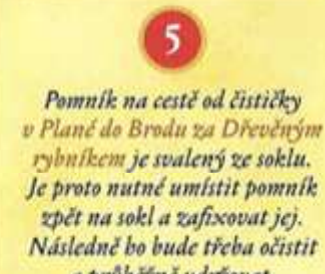 5
Pomník na cestě od čističky
v Plané do Brodu za Dřevěným
rybníkem je svalený ze soklu.
Je proto nutné umístit pomník
zpět na sokl a zafixovat jej.
Následně ho bude třeba očistit